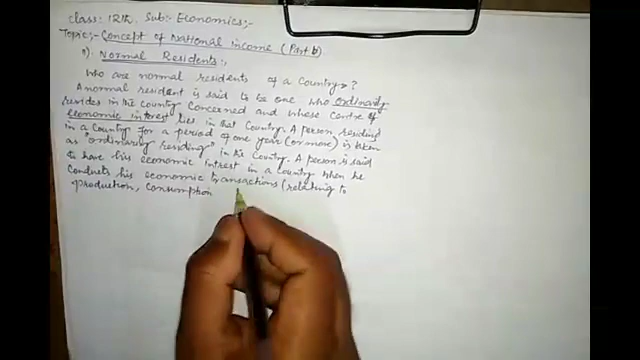 Class: 12th, Sub:- Economics:-
Topic:- Concept of National income (Part 6)
Normal Residents:,
Who are normal residents of a Country?
A normal resident is said to be one who ordinarily
resides in the country concerned and whose centre of
economic interest lies in that Country. A person residing
in a Country for a period of one year (or more) is taken
as "ordinarily residing" in the Country. A person is said
to have his economic intrest in a Country when he
Conducts his economic transactions (relating to
production, consumption